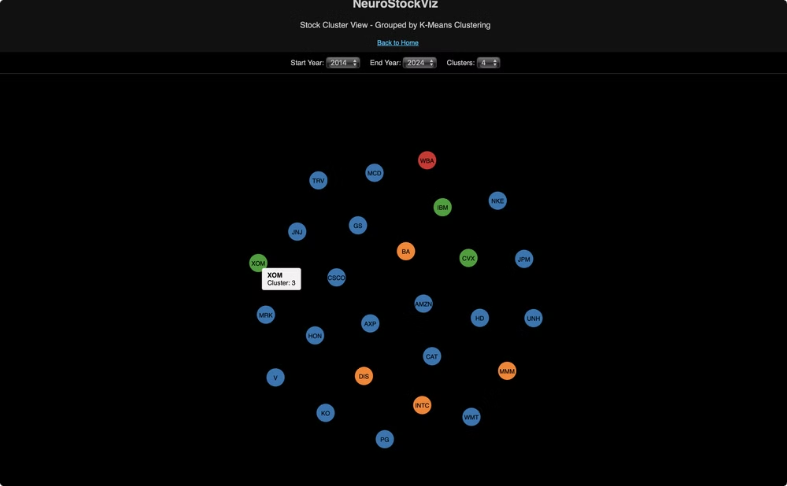 NeuroStockViz
Stock Cluster View - Grouped by K-Means Clustering
Back to Home
Start Year: 2014 End Year: 2024 Clusters: 4
WBA
MCD
TRV
NKE
IBM
GS
JNJ
BA
CVX
JPM
XOM
XOM
Cluster: 3
CSCO
AMZN
MRK
HD
UNH
AXP
HON
CAT
MMM
DIS
V
INTC
KO
WMT
PG